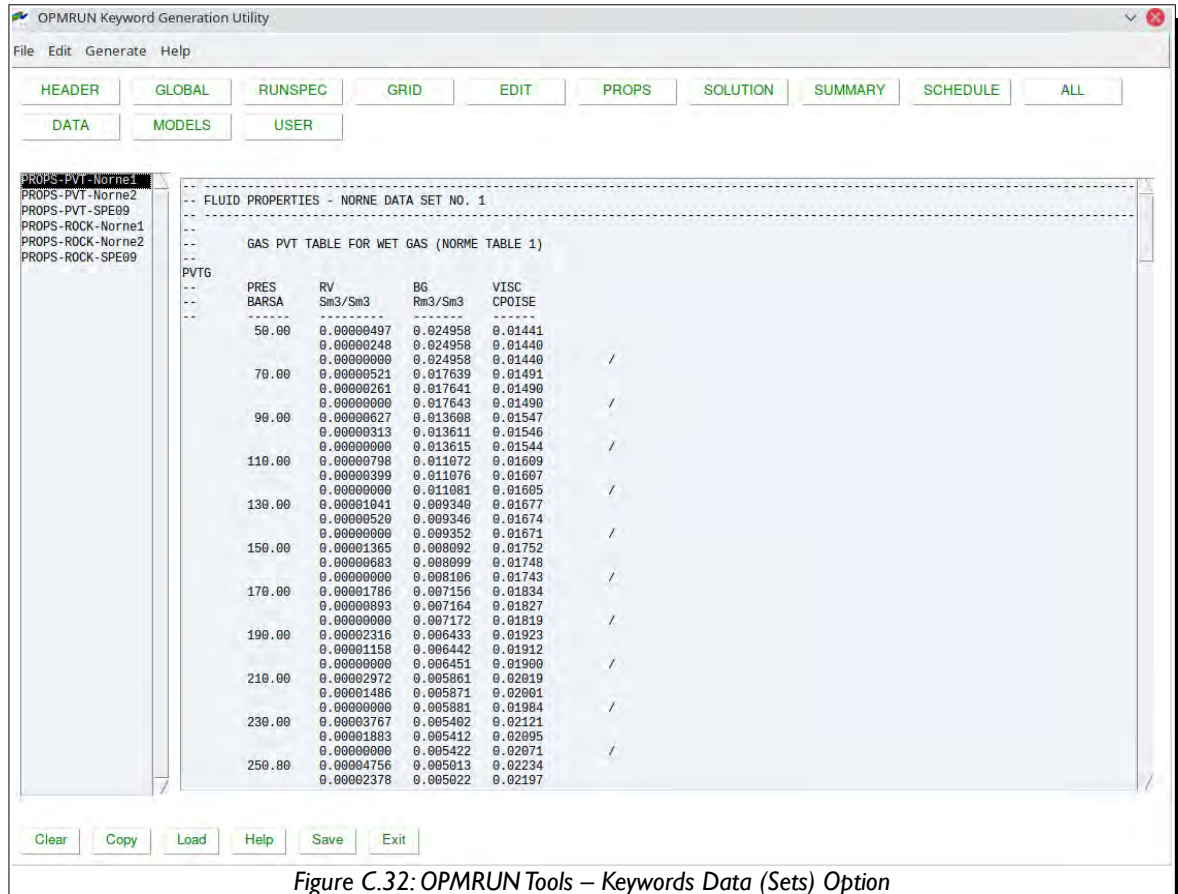 OPMRUN Keyword Generation Utility
File Edit Generate Help
HEADER GLOBAL RUNSPEC GRID EDIT PROPS SOLUTION SUMMARY SCHEDULE ALL
DATA MODELS USER
PROPS-PVT-Norne1
PROPS-PVT-Norne2
PROPS-PVT-SPE09
PROPS-ROCK-Norne1
PROPS-ROCK-Norne2
PROPS-ROCK-SPE09
-- FLUID PROPERTIES - NORNE DATA SET NO. 1
--
-- GAS PVT TABLE FOR WET GAS (NORME TABLE 1)
--
PVTG
-- PRES RV BG VISC
-- BARSA Sm3/Sm3 Rm3/Sm3 CPOISE
-- ------ --------- ------- ------
50.00 0.00000497 0.024958 0.01441
0.00000248 0.024958 0.01440
0.00000000 0.024958 0.01440 /
70.00 0.00000521 0.017639 0.01491
0.00000261 0.017641 0.01490
0.00000000 0.017643 0.01490 /
90.00 0.00000627 0.013608 0.01547
0.00000313 0.013611 0.01546
0.00000000 0.013615 0.01544 /
110.00 0.00000798 0.011072 0.01609
0.00000399 0.011076 0.01607
0.00000000 0.011081 0.01605 /
130.00 0.00001041 0.009340 0.01677
0.00000520 0.009346 0.01674
0.00000000 0.009352 0.01671 /
150.00 0.00001365 0.008092 0.01752
0.00000683 0.008099 0.01748
0.00000000 0.008106 0.01743 /
170.00 0.00001786 0.007156 0.01834
0.00000893 0.007164 0.01827
0.00000000 0.007172 0.01819 /
190.00 0.00002316 0.006433 0.01923
0.00001158 0.006442 0.01912
0.00000000 0.006451 0.01900 /
210.00 0.00002972 0.005861 0.02019
0.00001486 0.005871 0.02001
0.00000000 0.005881 0.01984 /
230.00 0.00003767 0.005402 0.02121
0.00001883 0.005412 0.02095
0.00000000 0.005422 0.02071 /
250.80 0.00004756 0.005013 0.02234
0.00002378 0.005022 0.02197
Clear Copy Load Help Save Exit
Figure C.32: OPMRUN Tools – Keywords Data (Sets) Option